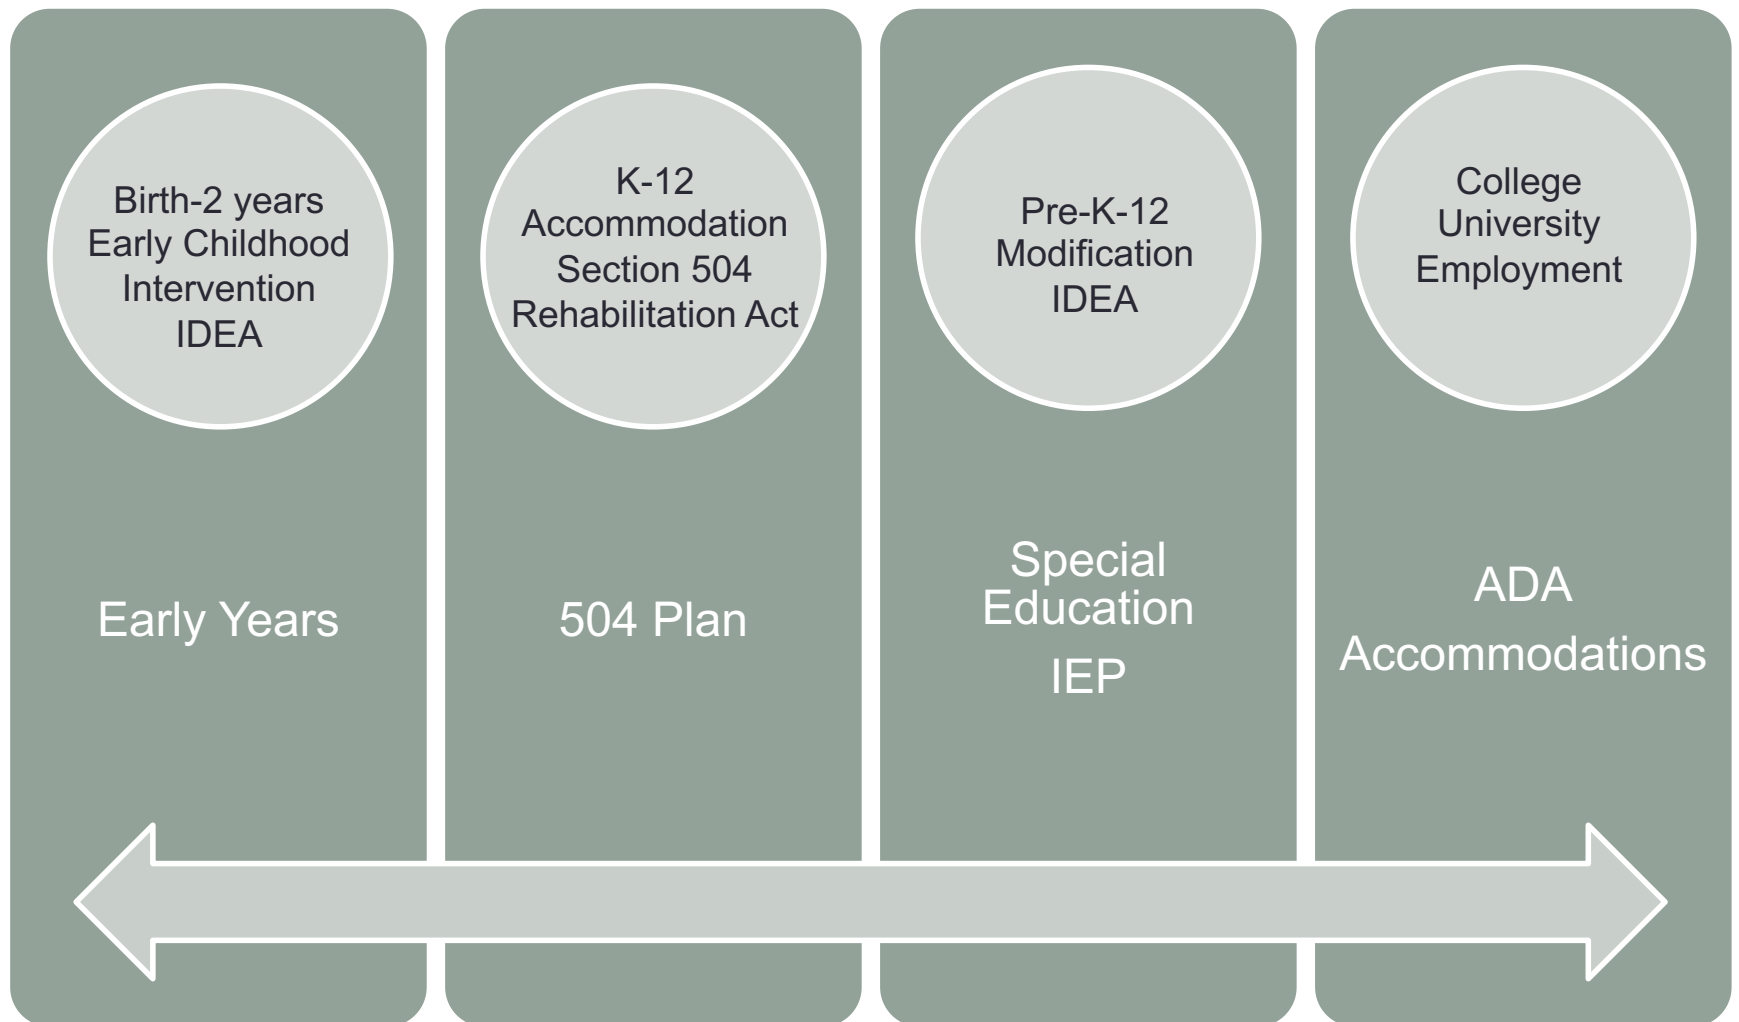 Birth-2 years
Early Childhood
Intervention
IDEA
Early Years
K-12
Accommodation
Section 504
Rehabilitation Act
504 Plan
Pre-K-12
Modification
IDEA
Special
Education
IEP
College
University
Employment
ADA
Accommodations